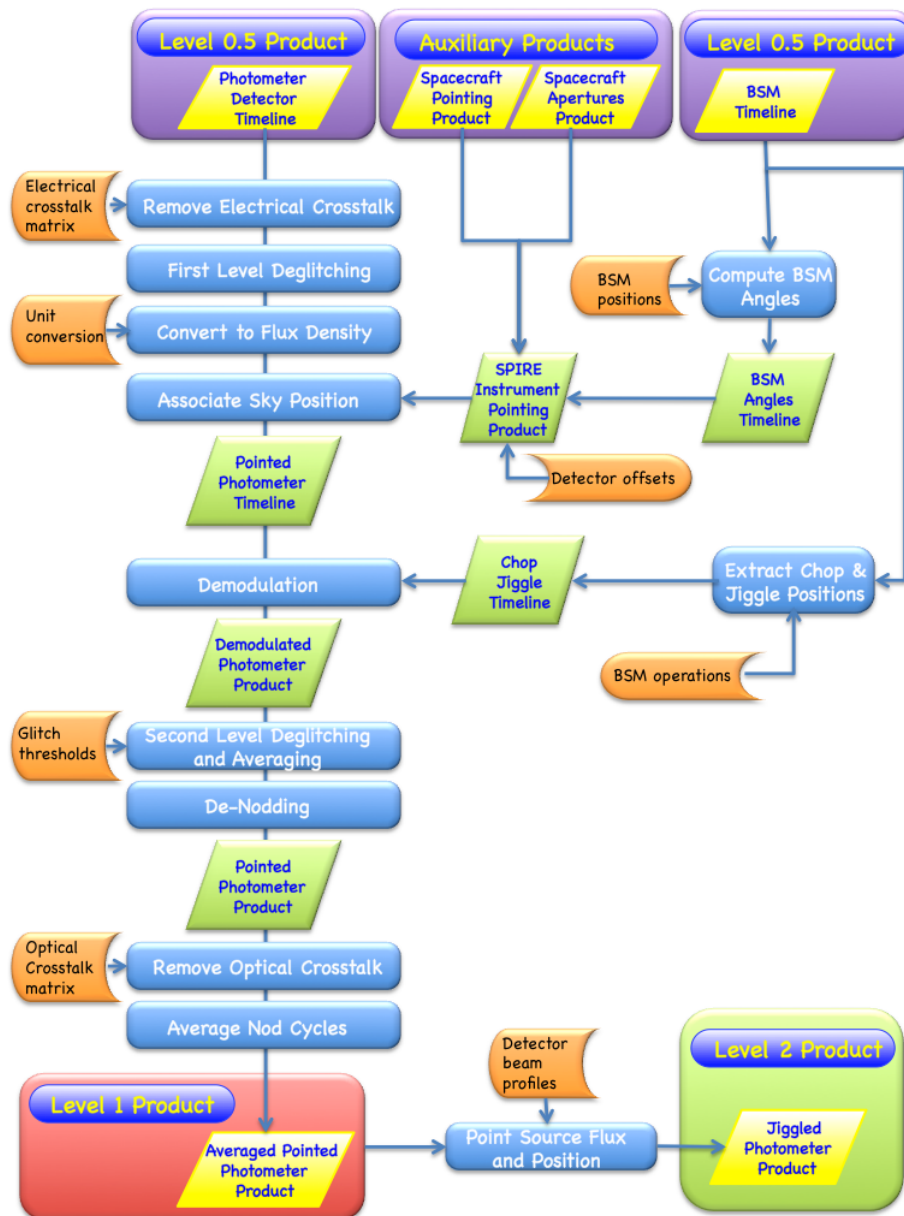 Level 0.5 Product
Photometer
Detector
Timeline
Auxiliary Products
Spacecraft
Pointing
Product
Spacecraft
Apertures
Product
Level 0.5 Product
BSM
Timeline
Electrical
crosstalk
matrix
Remove Electrical Crosstalk
First Level Deglitching
BSM
positions
Compute BSM
Angles
Unit
conversion
Convert to Flux Density
Associate Sky Position
SPIRE
Instrument
Pointing
Product
BSM
Angles
Timeline
Pointed
Photometer
Timeline
Detector offsets
Demodulation
Chop
Jiggle
Timeline
Extract Chop &
Jiggle Positions
Demodulated
Photometer
Product
BSM operations
Glitch
thresholds
Second Level Deglitching
and Averaging
De-Nodding
Pointed
Photometer
Product
Optical
Crosstalk
matrix
Remove Optical Crosstalk
Average Nod Cycles
Detector
beam
profiles
Level 2 Product
Level 1 Product
Averaged Pointed
Photometer
Product
Point Source Flux
and Position
Jiggled
Photometer
Product